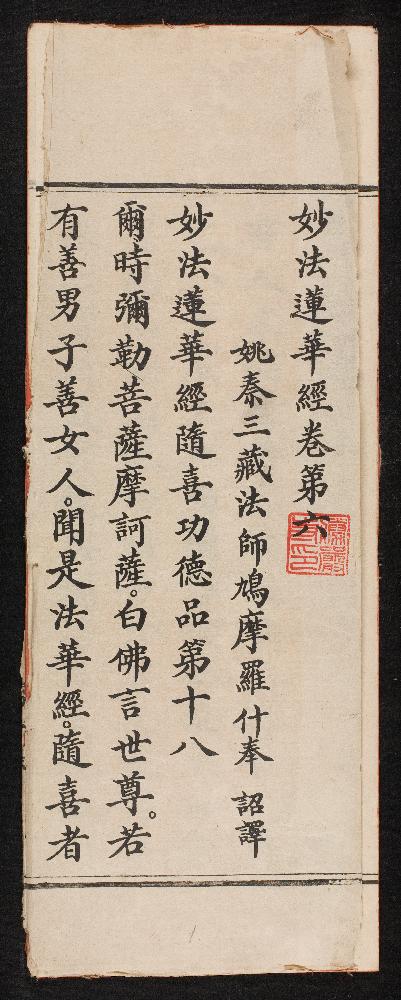 妙法蓮華經卷第六
姚秦三藏法師鳩摩羅什奉 詔譯
妙法蓮華經隨喜功德品第十八
爾時彌勒菩薩摩訶薩。白佛言世尊。若
有善男子善女人。聞是法華經。隨喜者